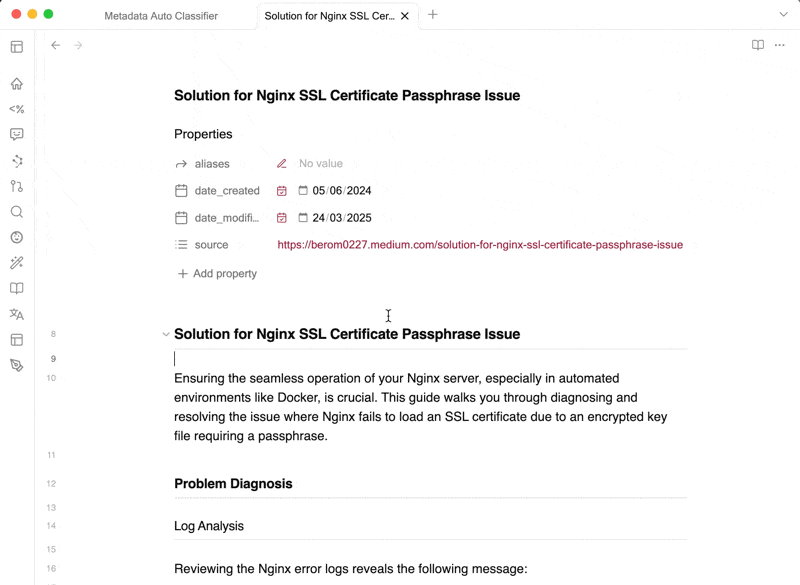 Metadata Auto Classifier
Solution for Nginx SSL Cer...
<%
Solution for Nginx SSL Certificate Passphrase Issue
Properties
aliases No value
date_created 05/06/2024
date_modifi... 24/03/2025
source https://berom0227.medium.com/solution-for-nginx-ssl-certificate-passphrase-issue
Add property
8 Solution for Nginx SSL Certificate Passphrase Issue
9
10 Ensuring the seamless operation of your Nginx server, especially in automated
environments like Docker, is crucial. This guide walks you through diagnosing and
resolving the issue where Nginx fails to load an SSL certificate due to an encrypted key
file requiring a passphrase.
11
12 Problem Diagnosis
13
14 Log Analysis
15
16 Reviewing the Nginx error logs reveals the following message: